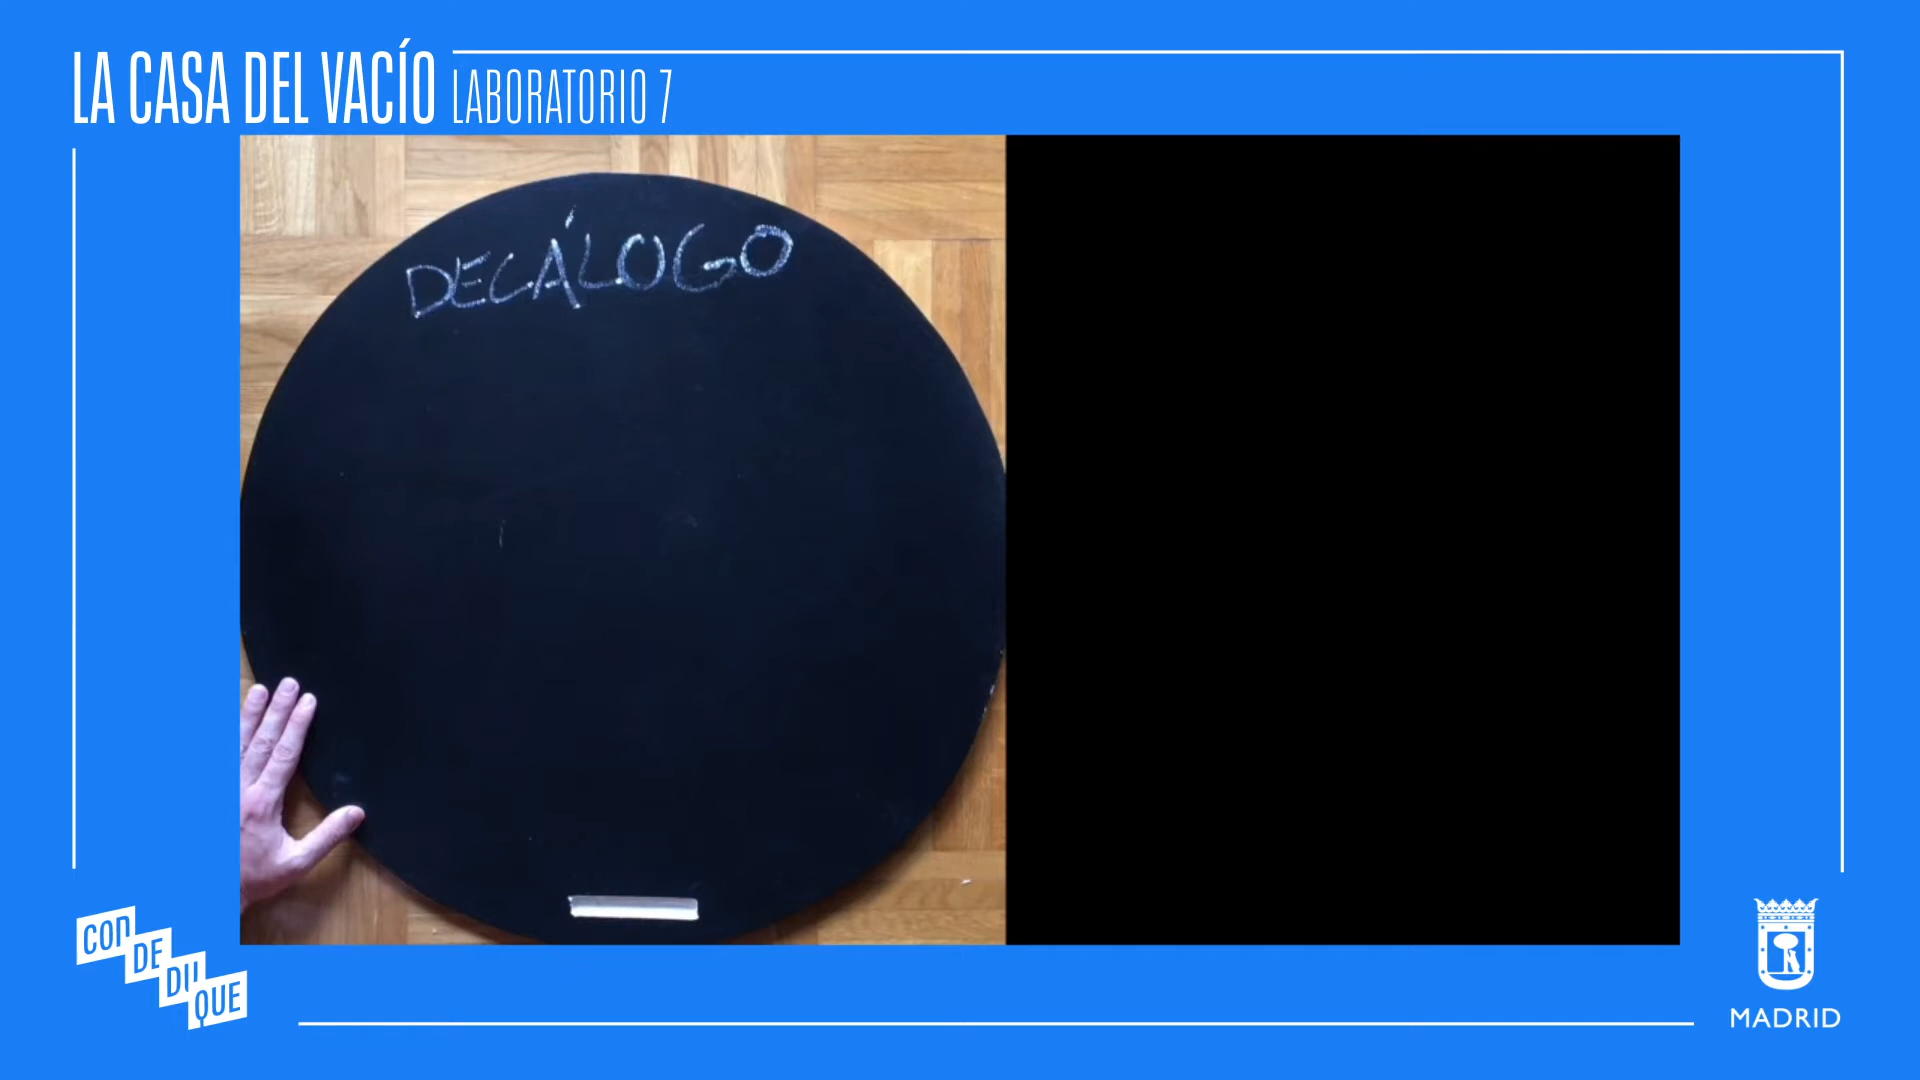 LA CASA DEL VACÍO LABORATORIO 7
DECÁLOGO
CON
DE
DU
QUE
MADRID